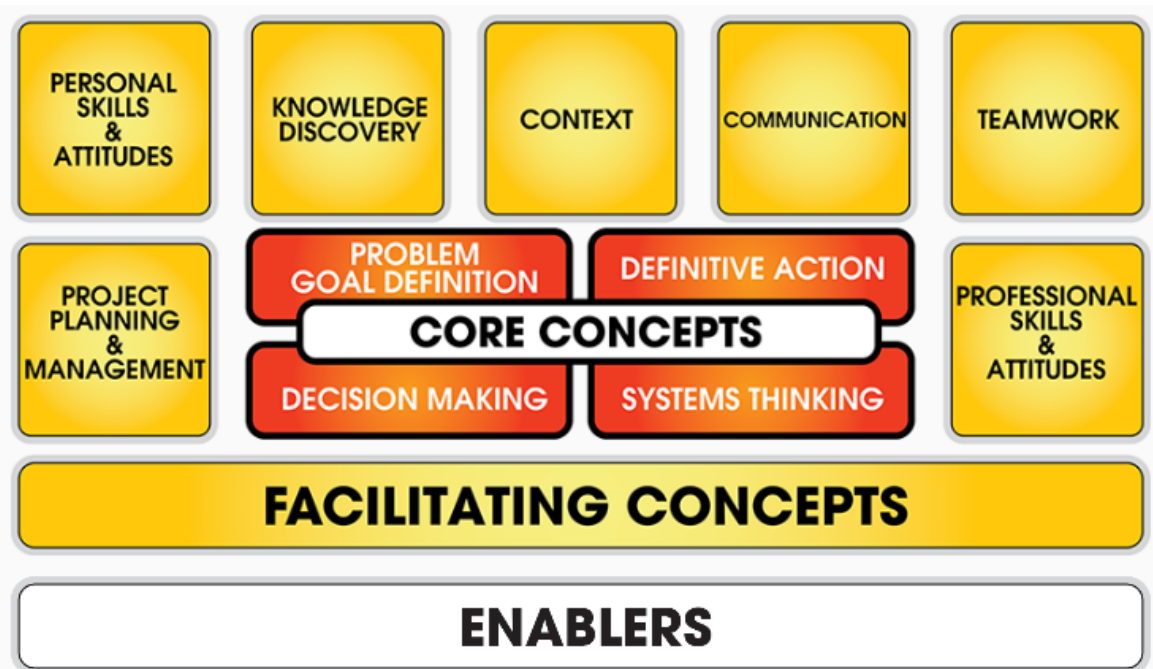 PERSONAL
SKILLS
&
ATTITUDES
KNOWLEDGE
DISCOVERY
CONTEXT
COMMUNICATION
TEAMWORK
PROJECT
PLANNING
&
MANAGEMENT
PROBLEM
GOAL DEFINITION
DEFINITIVE ACTION
CORE CONCEPTS
DECISION MAKING
SYSTEMS THINKING
PROFESSIONAL
SKILLS
&
ATTITUDES
FACILITATING CONCEPTS
ENABLERS